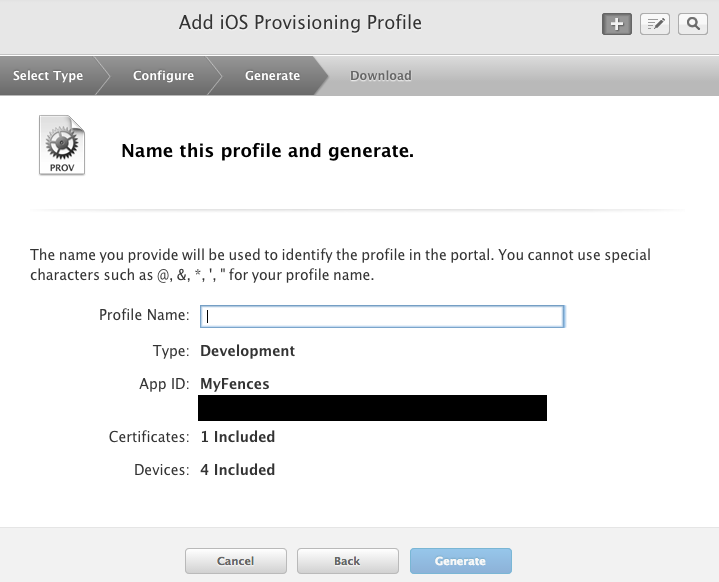 Add iOS Provisioning Profile
Select Type
Configure
Generate
Download
PROV
Name this profile and generate.
The name you provide will be used to identify the profile in the portal. You cannot use special
characters such as @, &, *, ', " for your profile name.
Profile Name:
Type: Development
App ID: MyFences
Certificates: 1 Included
Devices: 4 Included
Cancel
Back
Generate